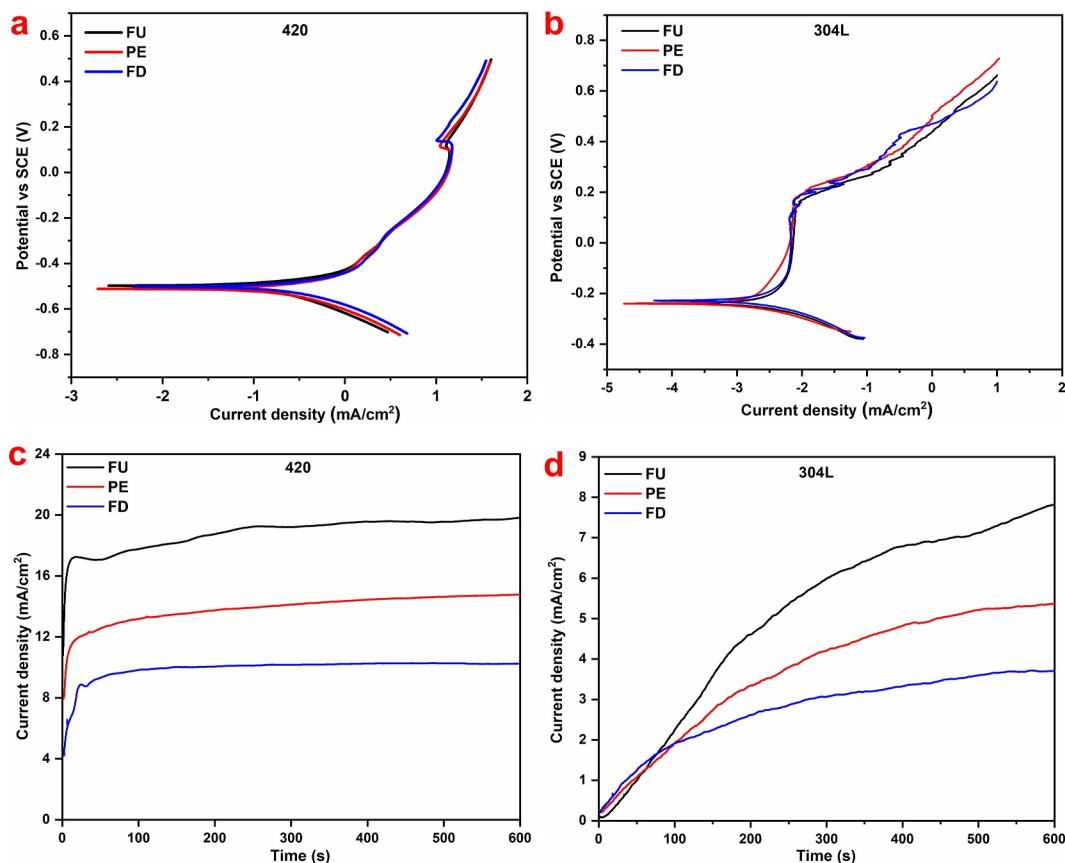 a
420
FU
PE
FD
Potential vs SCE (V)
0.6
0.4
0.2
0.0
-0.2
-0.4
-0.6
-0.8
-3
-2
-1
0
1
2
Current density (mA/cm²)
b
304L
FU
PE
FD
Potential vs SCE (V)
0.8
0.6
0.4
0.2
0.0
-0.2
-0.4
-5
-4
-3
-2
-1
0
1
2
Current density (mA/cm²)
c
420
FU
PE
FD
Current density (mA/cm²)
24
20
16
12
8
4
0
0
100
200
300
400
500
600
Time (s)
d
304L
FU
PE
FD
Current density (mA/cm²)
9
8
7
6
5
4
3
2
1
0
0
100
200
300
400
500
600
Time (s)